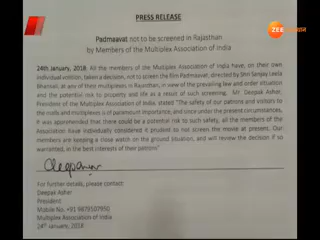 PRESS RELEASE
ZEE
Padmaavat not to be screened in Rajasthan
by Members of the Multiplex Association of India
24th January, 2018: All the members of the Multiplex Association of India have, on their own
individual volition, taken a decision, not to screen the film Padmaavat, directed by Shri Sanjay Leela
Bhansali, at any of their multiplexes in Rajasthan, in view of the prevailing law and order situation
and the potential risk to property and life as a result of such screening. Mr. Deepak Asher,
President of the Multiplex Association of India, stated "The safety of our patrons and visitors to
the malls and multiplexes is of paramount importance; and since under the present circumstances,
it was apprehended that there could be a potential risk to such safety, all the members of the
Association have individually considered it prudent to not screen the movie at present. Our
members are keeping a close watch on the ground situation, and will review the decision if so
warranted, in the best interests of their patrons"
For further details, please contact
Deepak Asher
President
Mobile No. +91 9879507950
Multiplex Association of India
24th January, 2018